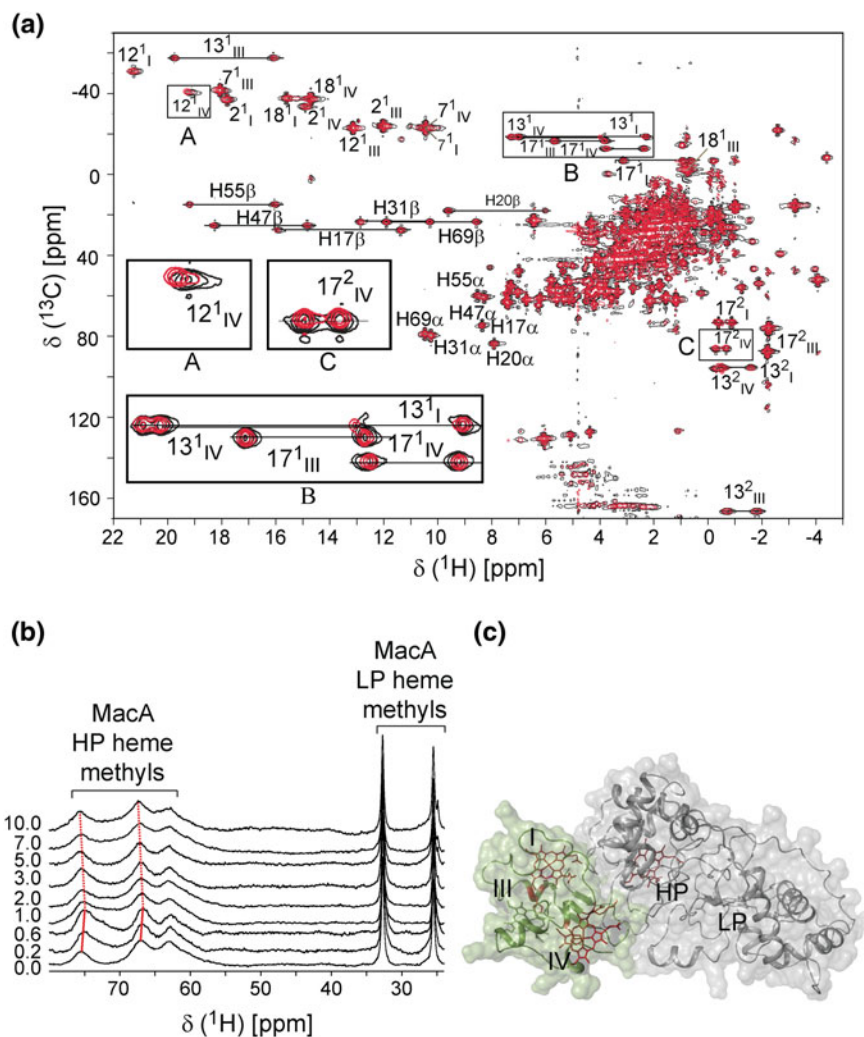 (a)
12¹I
13¹III
7¹III
12¹IV
2¹I
18¹I
18¹IV
2¹IV
12¹III
2¹III
7¹IV
7¹I
A
13¹IV
13¹I
17¹III
17¹IV
18¹III
17¹I
B
H55β
H47β
H17β
H31β
H69β
H20β
12¹IV
A
17²IV
C
H55α
H47α
H69α
H17α
H31α
H20α
17²I
C
17²IV
17²III
13²IV
13²I
13¹IV
17¹III
17¹IV
13¹I
B
13²III
-40
0
40
80
120
160
δ (¹³C) [ppm]
22 20 18 16 14 12 10 8 6 4 2 0 -2 -4
δ (¹H) [ppm]
(b)
MacA
HP heme
methyls
MacA
LP heme
methyls
10.0
7.0
5.0
3.0
2.0
1.0
0.6
0.2
0.0
70 60 50 40 30
δ (¹H) [ppm]
(c)
I
III
IV
HP
LP